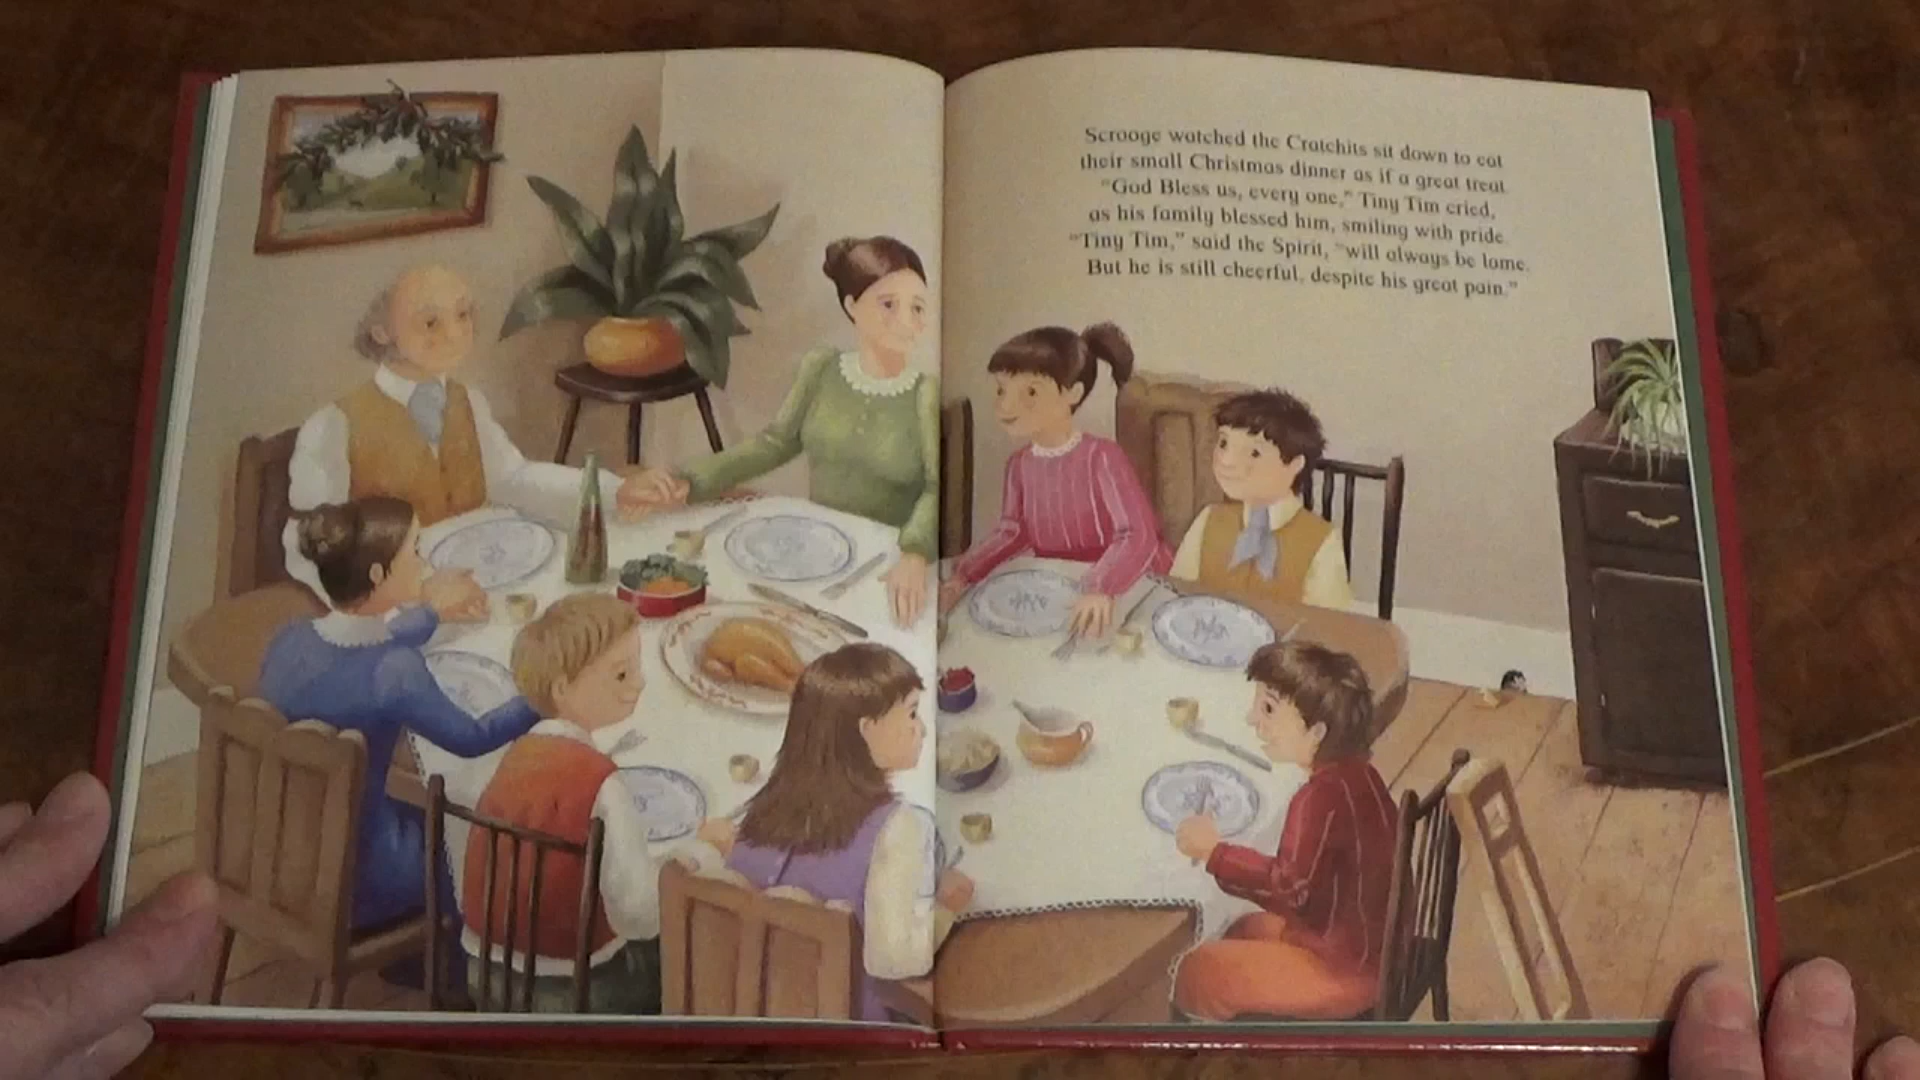 Scrooge watched the Cratchits sit down to eat
their small Christmas dinner as if a great treat.
"God Bless us, every one," Tiny Tim cried,
as his family blessed him, smiling with pride.
"Tiny Tim," said the Spirit, "will always be lame.
But he is still cheerful, despite his great pain."